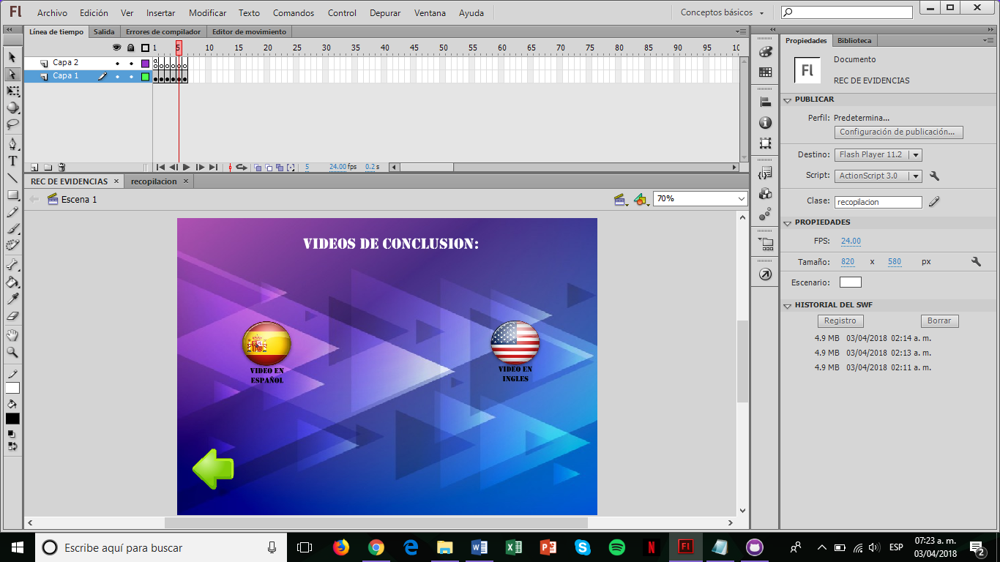 Fl Archivo Edición Ver Insertar Modificar Texto Comandos Control Depurar Ventana Ayuda Conceptos básicos
Línea de tiempo Salida Errores de compilador Editor de movimiento
1 5 10 15 20 25 30 35 40 45 50 55 60 65 70 75 80 85 90 95 10
Capa 2
Capa 1
5 24.00 fps 0.2 s
REC DE EVIDENCIAS recopilacion
Escena 1 70%
VIDEOS DE CONCLUSION:
VIDEO EN
ESPAÑOL
VIDEO EN
INGLES
Propiedades Biblioteca
Fl
Documento
REC DE EVIDENCIAS
PUBLICAR
Perfil: Predetermina...
Configuración de publicación...
Destino: Flash Player 11.2
Script: ActionScript 3.0
Clase: recopilacion
PROPIEDADES
FPS: 24.00
Tamaño: 820 x 580 px
Escenario:
HISTORIAL DEL SWF
Registro Borrar
4.9 MB 03/04/2018 02:14 a. m.
4.9 MB 03/04/2018 02:13 a. m.
4.9 MB 03/04/2018 02:11 a. m.
Escribe aquí para buscar
ESP
07:23 a. m.
03/04/2018
2